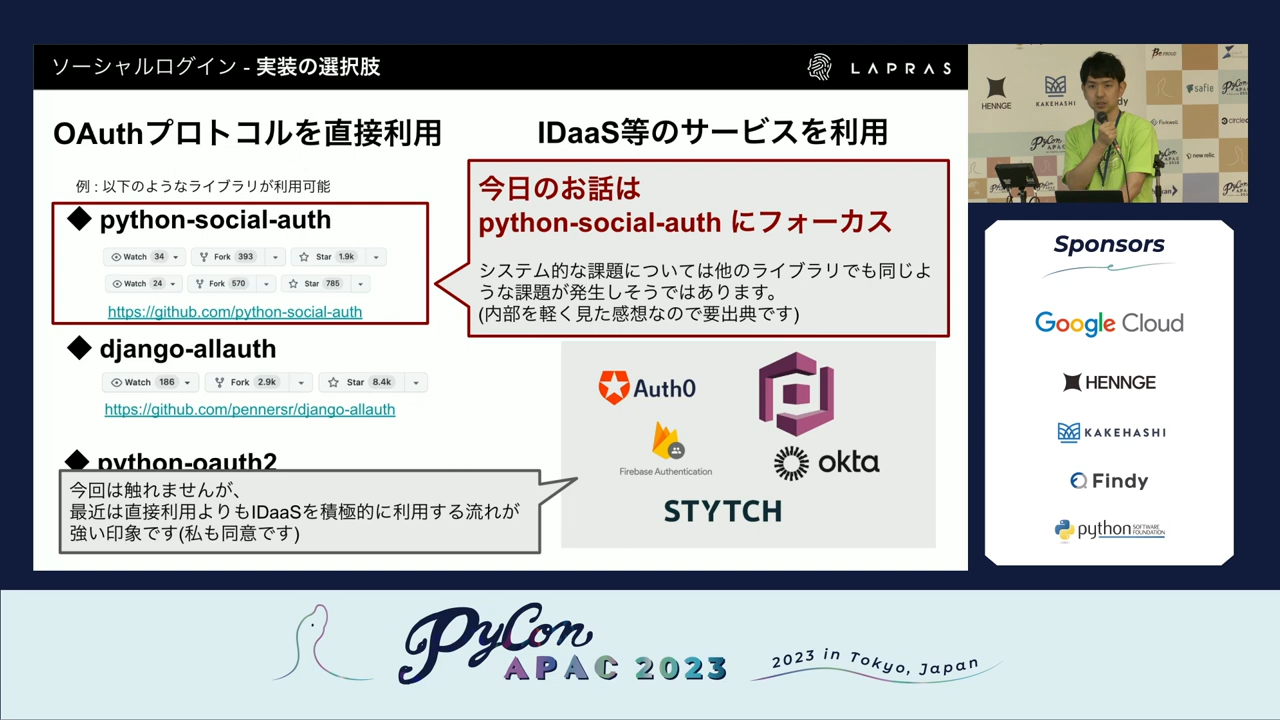 ソーシャルログイン - 実装の選択肢
LAPRAS
OAuthプロトコルを直接利用
例 : 以下のようなライブラリが利用可能
◆ python-social-auth
Watch 34
Fork 393
Star 1.9k
Watch 24
Fork 570
Star 785
https://github.com/python-social-auth
◆ django-allauth
Watch 186
Fork 2.9k
Star 8.4k
https://github.com/pennersr/django-allauth
◆ python-oauth2
今回は触れませんが、
最近は直接利用よりもIDaaSを積極的に利用する流れが
強い印象です(私も同意です)
IDaaS等のサービスを利用
今日のお話は
python-social-auth にフォーカス
システム的な課題については他のライブラリでも同じよ
うな課題が発生しそうではあります。
(内部を軽く見た感想なので要出典です)
Auth0
Firebase Authentication
okta
STYTCH
HENNGE
KAKEHASHI
safie
new relic
Sponsors
Google Cloud
HENNGE
KAKEHASHI
Findy
python SOFTWARE FOUNDATION
PyCon
APAC 2023
2023 in Tokyo, Japan